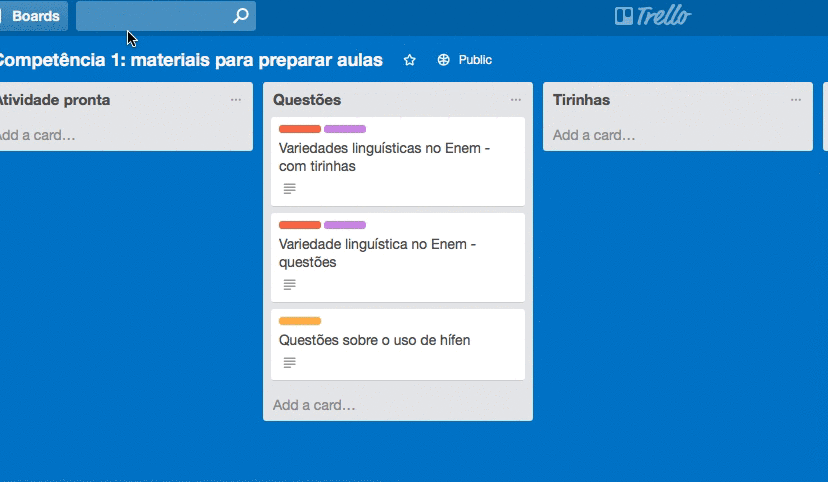 Boards
Trello
Competência 1: materiais para preparar aulas
Public
Atividade pronta
Add a card...
Questões
Variedades linguísticas no Enem -
com tirinhas
Variedade linguística no Enem -
questões
Questões sobre o uso de hífen
Add a card...
Tirinhas
Add a card...